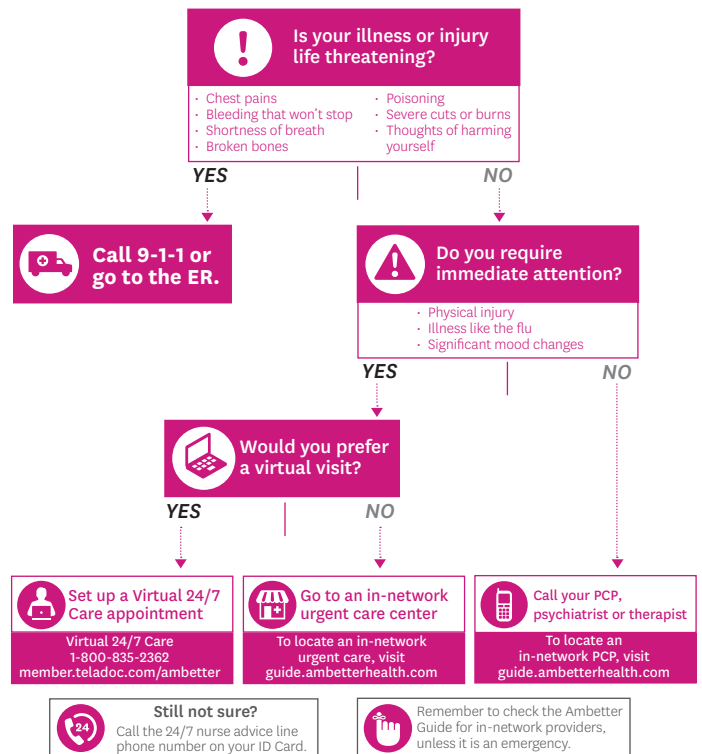 Is your illness or injury
life threatening?
· Chest pains
· Bleeding that won't stop
· Shortness of breath
· Broken bones
· Poisoning
· Severe cuts or burns
· Thoughts of harming
yourself
YES
NO
Call 9-1-1 or
go to the ER.
Do you require
immediate attention?
· Physical injury
· Illness like the flu
· Significant mood changes
YES
NO
Would you prefer
a virtual visit?
YES
NO
Set up a Virtual 24/7
Care appointment
Virtual 24/7 Care
1-800-835-2362
member.teladoc.com/ambetter
Go to an in-network
urgent care center
To locate an in-network
urgent care, visit
guide.ambetterhealth.com
Call your PCP,
psychiatrist or therapist
To locate an
in-network PCP, visit
guide.ambetterhealth.com
24
Still not sure?
Call the 24/7 nurse advice line
phone number on your ID Card.
Remember to check the Ambetter
Guide for in-network providers,
unless it is an emergency.